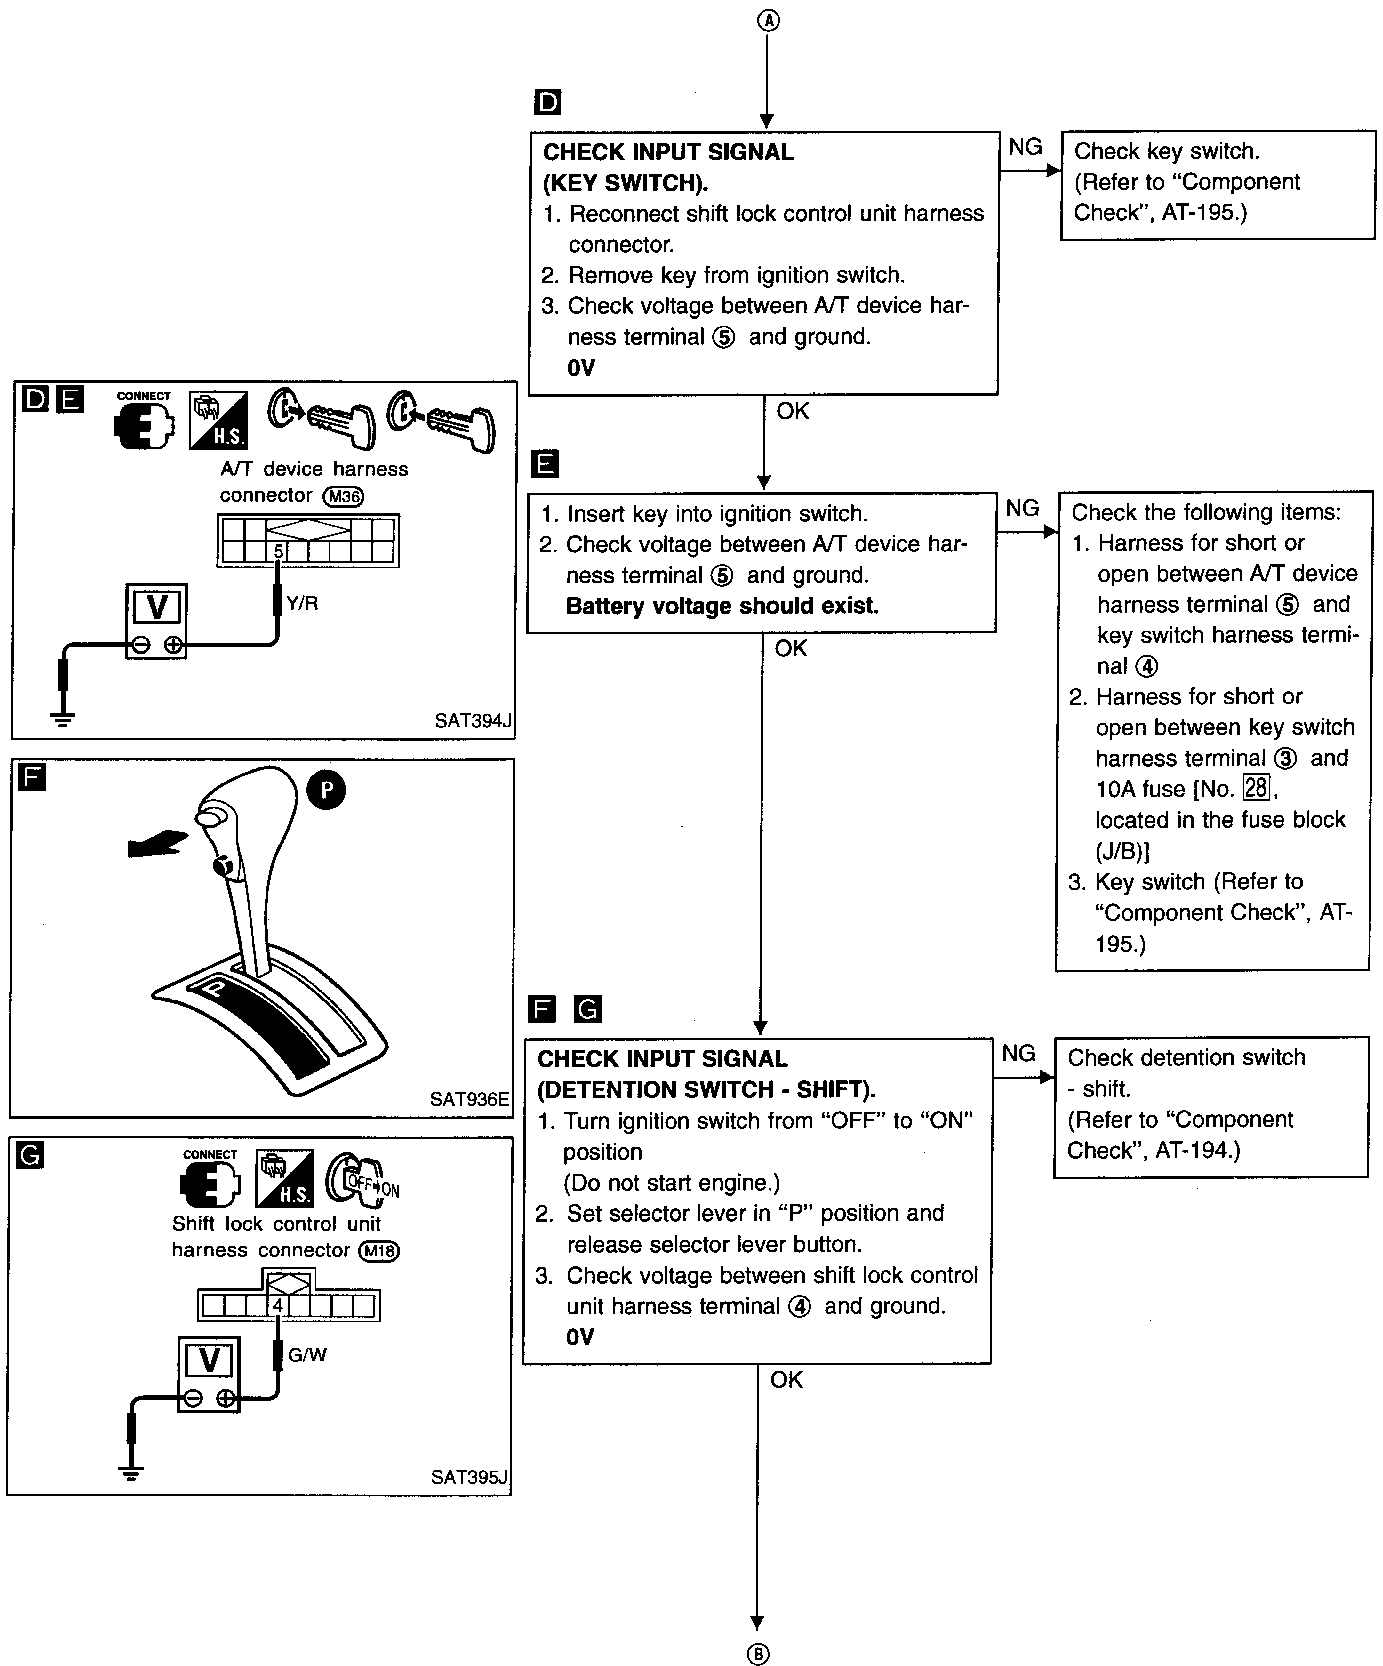 A
D
CHECK INPUT SIGNAL
(KEY SWITCH).
1. Reconnect shift lock control unit harness
connector.
2. Remove key from ignition switch.
3. Check voltage between A/T device har-
ness terminal ⑤ and ground.
0V
NG
Check key switch.
(Refer to “Component
Check”, AT-195.)
OK
D E
CONNECT
H.S.
A/T device harness
connector (M36)
5
Y/R
V
⊖ ⊕
SAT394J
E
1. Insert key into ignition switch.
2. Check voltage between A/T device har-
ness terminal ⑤ and ground.
Battery voltage should exist.
NG
Check the following items:
1. Harness for short or
open between A/T device
harness terminal ⑤ and
key switch harness termi-
nal ④
2. Harness for short or
open between key switch
harness terminal ③ and
10A fuse [No. 28,
located in the fuse block
(J/B)]
3. Key switch (Refer to
“Component Check”, AT-
195.)
OK
F
P
P
SAT936E
F G
CHECK INPUT SIGNAL
(DETENTION SWITCH - SHIFT).
1. Turn ignition switch from “OFF” to “ON”
position
(Do not start engine.)
2. Set selector lever in “P” position and
release selector lever button.
3. Check voltage between shift lock control
unit harness terminal ④ and ground.
0V
NG
Check detention switch
- shift.
(Refer to “Component
Check”, AT-194.)
OK
G
CONNECT
H.S.
OFF→ON
Shift lock control unit
harness connector (M18)
4
G/W
V
⊖ ⊕
SAT395J
B